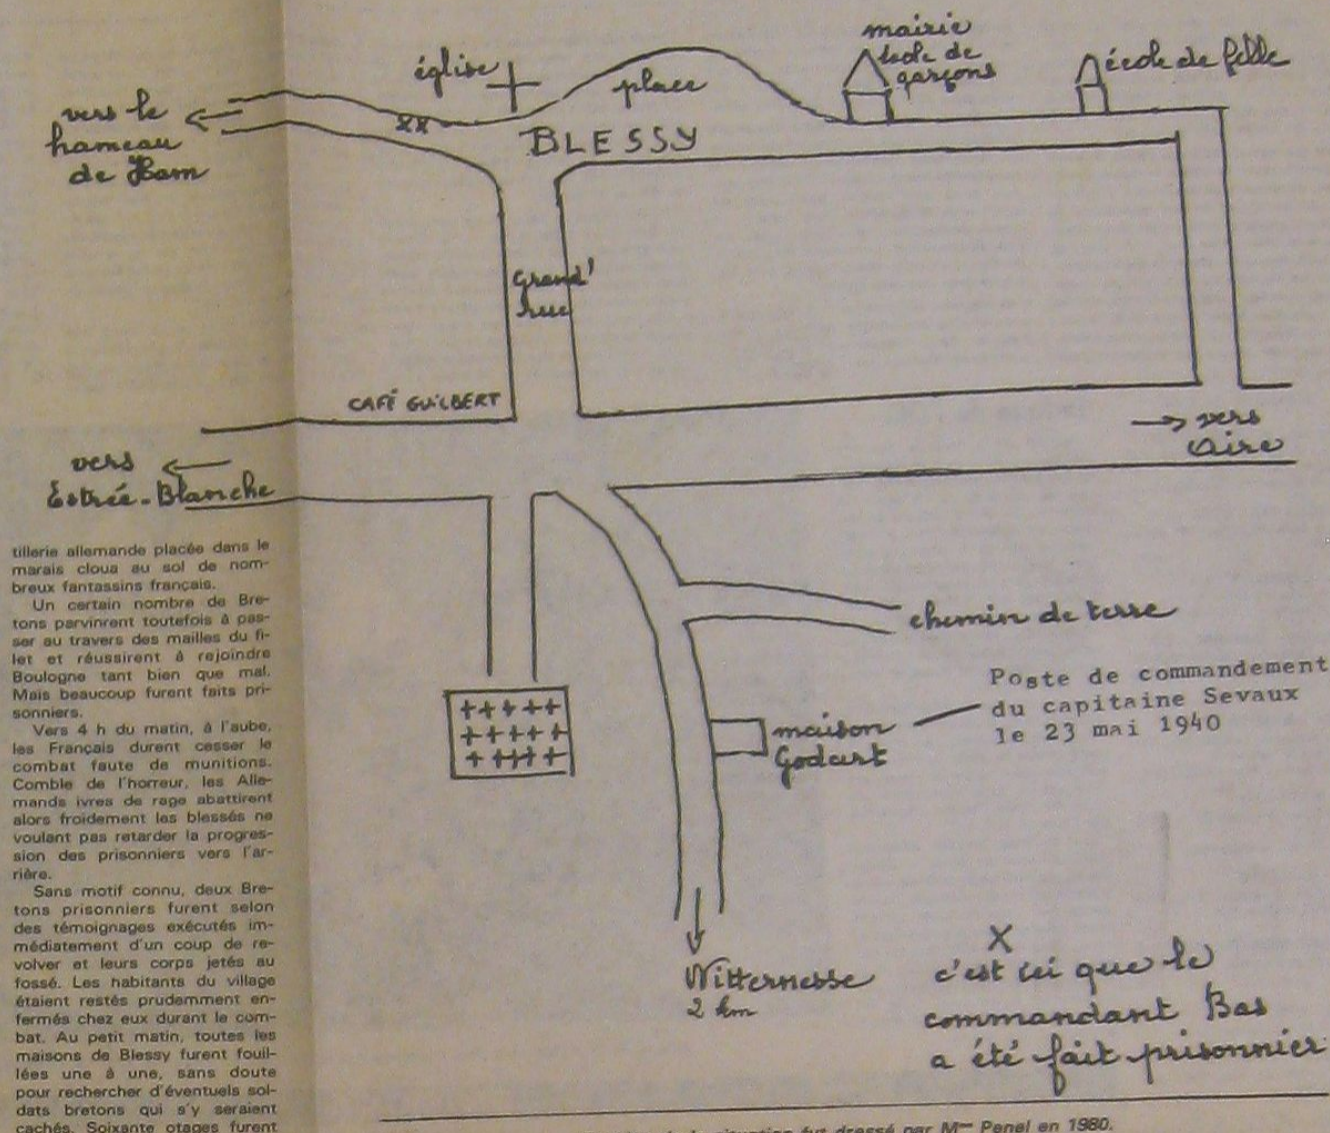 mairie
école de
garçons
école de fille
église
place
vers le
hameau
de Ham
xx
BLESSY
Grand'
rue
CAFÉ GUILBERT
vers
Aire
vers
Estrée-Blanche
chemin de terre
Poste de commandement
du capitaine Sevaux
le 23 mai 1940
maison
Godart
Witternesse
2 km
X
c'est ici que le
commandant Bas
a été fait prisonnier
tillerie allemande placée dans le
marais cloua au sol de nom-
breux fantassins français.
Un certain nombre de Bre-
tons parvinrent toutefois à pas-
ser au travers des mailles du fi-
let et réussirent à rejoindre
Boulogne tant bien que mal.
Mais beaucoup furent faits pri-
sonniers.
Vers 4 h du matin, à l'aube,
les Français durent cesser le
combat faute de munitions.
Comble de l'horreur, les Alle-
mands ivres de rage abattirent
alors froidement les blessés ne
voulant pas retarder la progres-
sion des prisonniers vers l'ar-
rière.
Sans motif connu, deux Bre-
tons prisonniers furent selon
des témoignages exécutés im-
médiatement d'un coup de re-
volver et leurs corps jetés au
fossé. Les habitants du village
étaient restés prudemment en-
fermés chez eux durant le com-
bat. Au petit matin, toutes les
maisons de Blessy furent fouil-
lées une à une, sans doute
pour rechercher d'éventuels sol-
dats bretons qui s'y seraient
cachés. Soixante otages furent
dressé par Mme Penel en 1980.